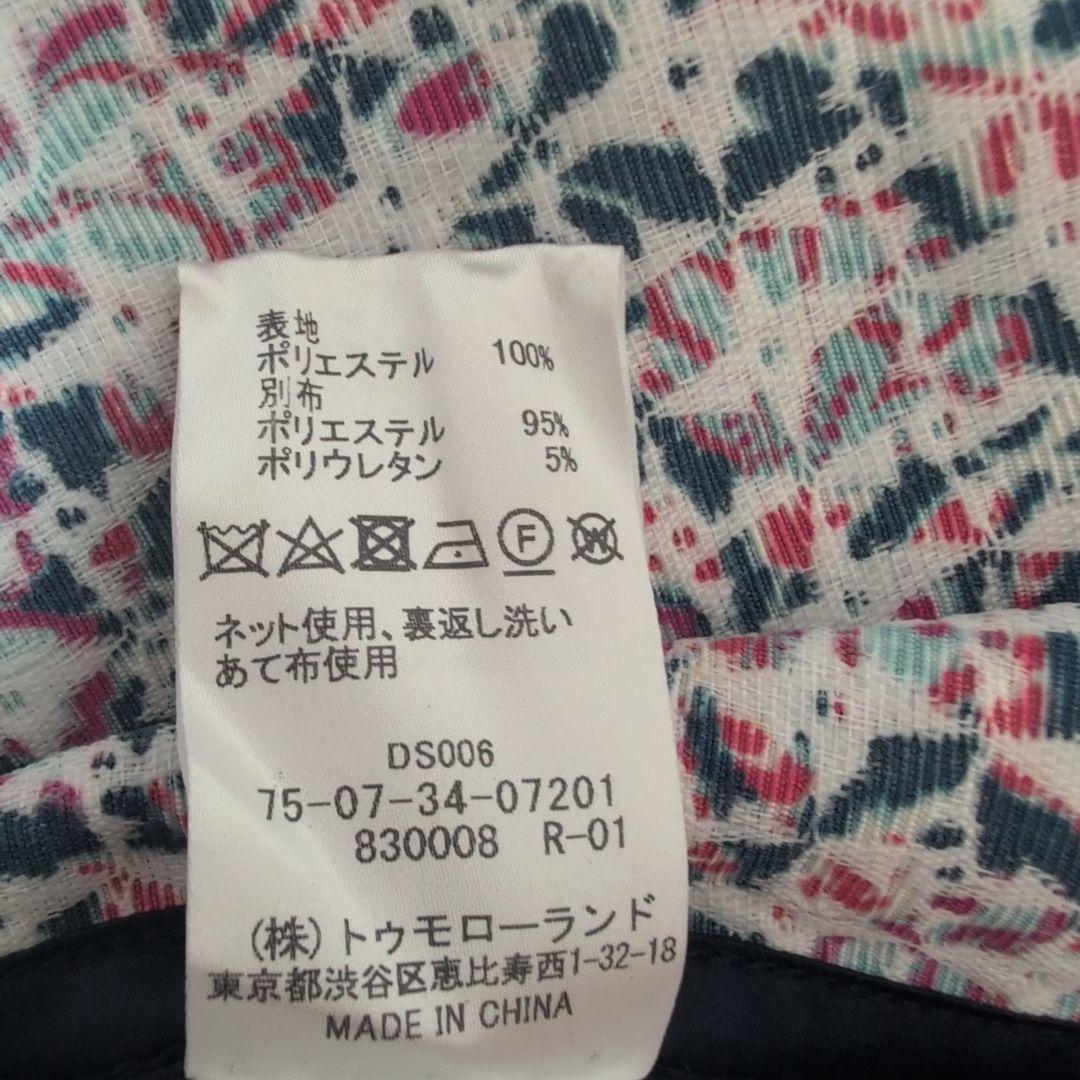 表地
ポリエステル 100%
別布
ポリエステル 95%
ポリウレタン 5%
F W
ネット使用、裏返し洗い
あて布使用
DS006
75-07-34-07201
830008 R-01
(株)トゥモローランド
東京都渋谷区恵比寿西1-32-18
MADE IN CHINA